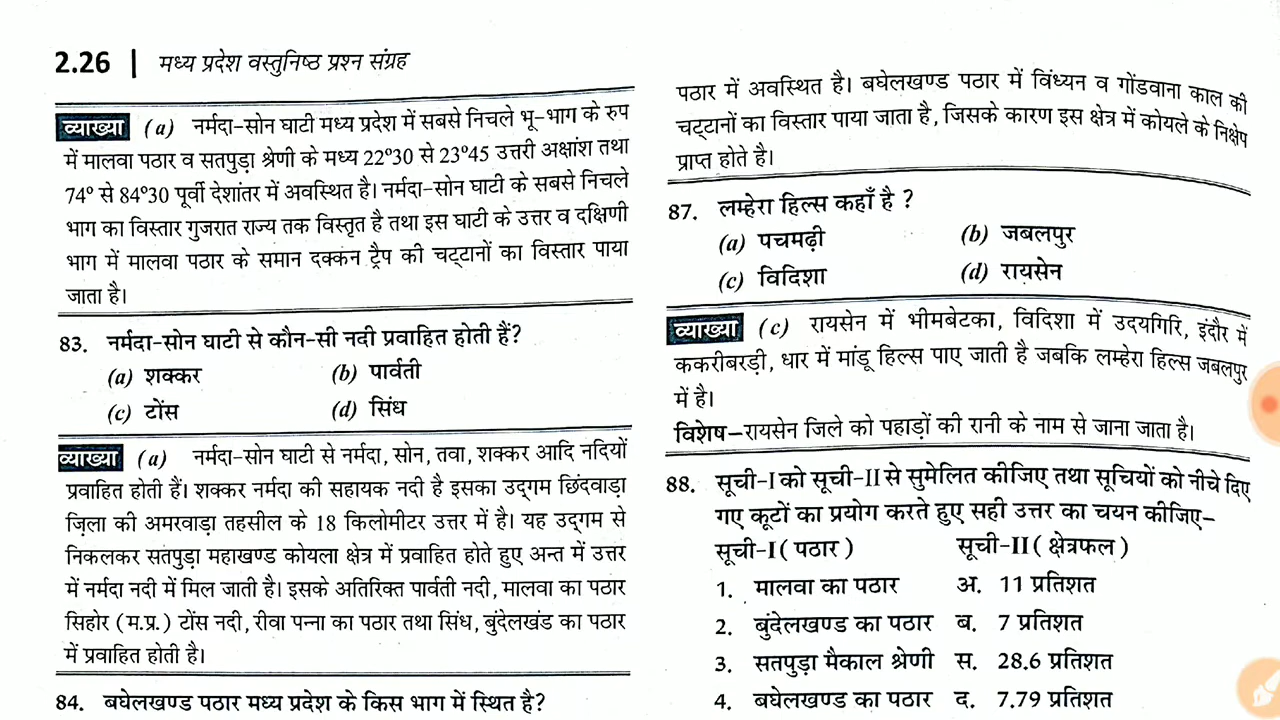 2.26 | मध्य प्रदेश वस्तुनिष्ठ प्रश्न संग्रह
व्याख्या (a) नर्मदा-सोन घाटी मध्य प्रदेश में सबसे निचले भू-भाग के रुप
में मालवा पठार व सतपुड़ा श्रेणी के मध्य 22º30 से 23º45 उत्तरी अक्षांश तथा
74º से 84º30 पूर्वी देशांतर में अवस्थित है। नर्मदा-सोन घाटी के सबसे निचले
भाग का विस्तार गुजरात राज्य तक विस्तृत है तथा इस घाटी के उत्तर व दक्षिणी
भाग में मालवा पठार के समान दक्कन ट्रैप की चट्टानों का विस्तार पाया
जाता है।
83. नर्मदा-सोन घाटी से कौन-सी नदी प्रवाहित होती हैं?
(a) शक्कर (b) पार्वती
(c) टोंस (d) सिंध
व्याख्या (a) नर्मदा-सोन घाटी से नर्मदा, सोन, तवा, शक्कर आदि नदियों
प्रवाहित होती हैं। शक्कर नर्मदा की सहायक नदी है इसका उद्गम छिंदवाड़ा
ज़िला की अमरवाड़ा तहसील के 18 किलोमीटर उत्तर में है। यह उद्गम से
निकलकर सतपुड़ा महाखण्ड कोयला क्षेत्र में प्रवाहित होते हुए अन्त में उत्तर
में नर्मदा नदी में मिल जाती है। इसके अतिरिक्त पार्वती नदी, मालवा का पठार
सिहोर (म.प्र.) टोंस नदी, रीवा पन्ना का पठार तथा सिंध, बुंदेलखंड का पठार
में प्रवाहित होती है।
84. बघेलखण्ड पठार मध्य प्रदेश के किस भाग में स्थित है?
पठार में अवस्थित है। बघेलखण्ड पठार में विंध्यन व गोंडवाना काल की
चट्टानों का विस्तार पाया जाता है, जिसके कारण इस क्षेत्र में कोयले के निक्षेप
प्राप्त होते है।
87. लम्हेरा हिल्स कहाँ है ?
(a) पचमढ़ी (b) जबलपुर
(c) विदिशा (d) रायसेन
व्याख्या (c) रायसेन में भीमबेटका, विदिशा में उदयगिरि, इंदौर में
ककरीबरड़ी, धार में मांडू हिल्स पाए जाती है जबकि लम्हेरा हिल्स जबलपुर
में है।
विशेष–रायसेन जिले को पहाड़ों की रानी के नाम से जाना जाता है।
88. सूची-I को सूची-II से सुमेलित कीजिए तथा सूचियों को नीचे दिए
गए कूटों का प्रयोग करते हुए सही उत्तर का चयन कीजिए–
सूची-I ( पठार ) सूची-II ( क्षेत्रफल )
1. मालवा का पठार अ. 11 प्रतिशत
2. बुंदेलखण्ड का पठार ब. 7 प्रतिशत
3. सतपुड़ा मैकाल श्रेणी स. 28.6 प्रतिशत
4. बघेलखण्ड का पठार द. 7.79 प्रतिशत